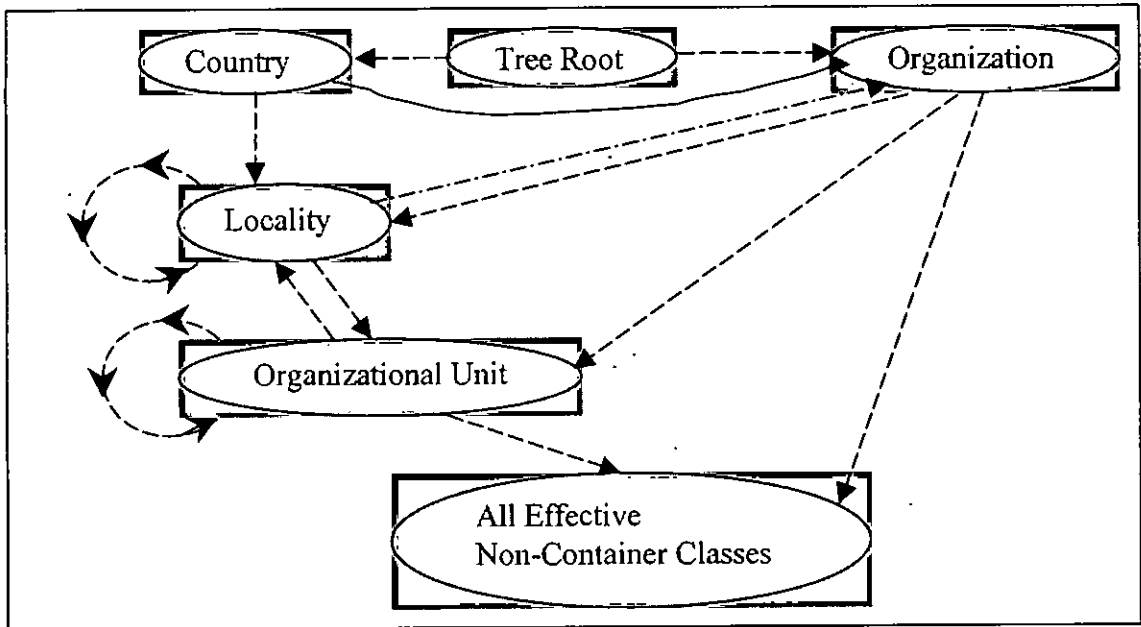 Country
Tree Root
Organization
Locality
Organizational Unit
All Effective
Non-Container Classes